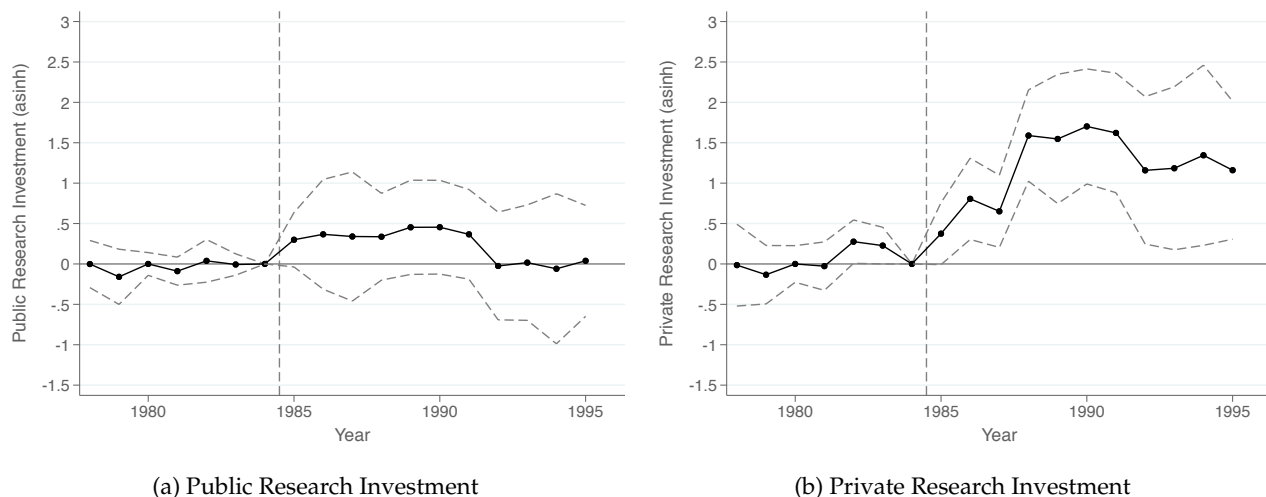 3
2.5
2
1.5
1
.5
0
-.5
-1
-1.5
Public Research Investment (asinh)
1980 1985 1990 1995
Year
(a) Public Research Investment
3
2.5
2
1.5
1
.5
0
-.5
-1
-1.5
Private Research Investment (asinh)
1980 1985 1990 1995
Year
(b) Private Research Investment